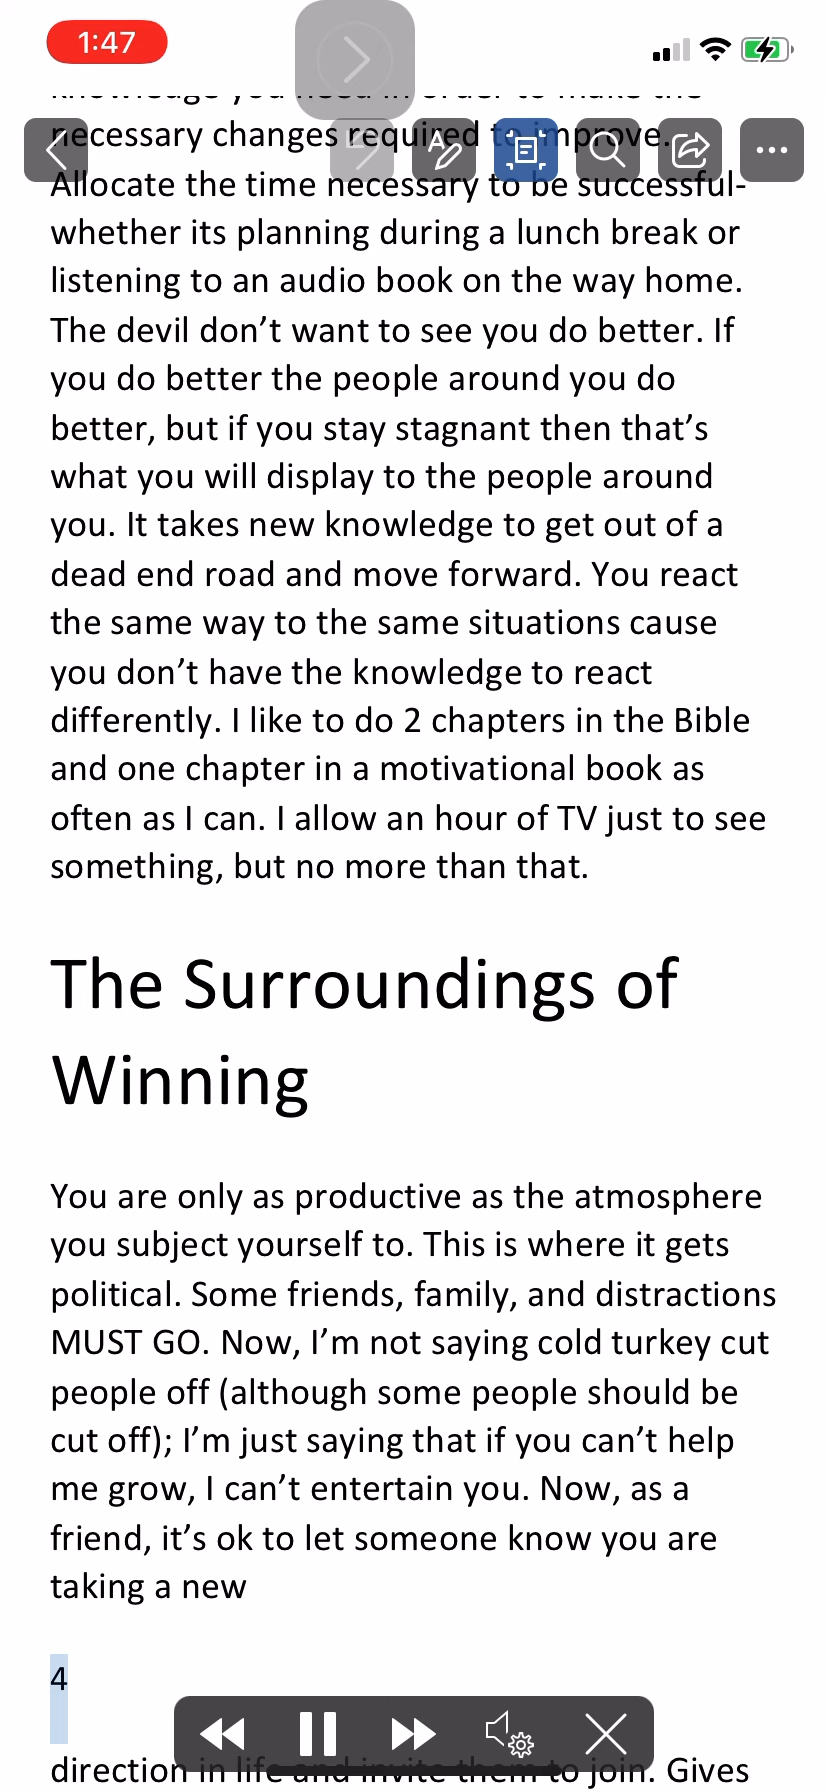 1:47
necessary changes required to improve.
Allocate the time necessary to be successful-
whether its planning during a lunch break or
listening to an audio book on the way home.
The devil don’t want to see you do better. If
you do better the people around you do
better, but if you stay stagnant then that’s
what you will display to the people around
you. It takes new knowledge to get out of a
dead end road and move forward. You react
the same way to the same situations cause
you don’t have the knowledge to react
differently. I like to do 2 chapters in the Bible
and one chapter in a motivational book as
often as I can. I allow an hour of TV just to see
something, but no more than that.
The Surroundings of
Winning
You are only as productive as the atmosphere
you subject yourself to. This is where it gets
political. Some friends, family, and distractions
MUST GO. Now, I’m not saying cold turkey cut
people off (although some people should be
cut off); I’m just saying that if you can’t help
me grow, I can’t entertain you. Now, as a
friend, it’s ok to let someone know you are
taking a new
4
direction in life and invite them to join. Gives